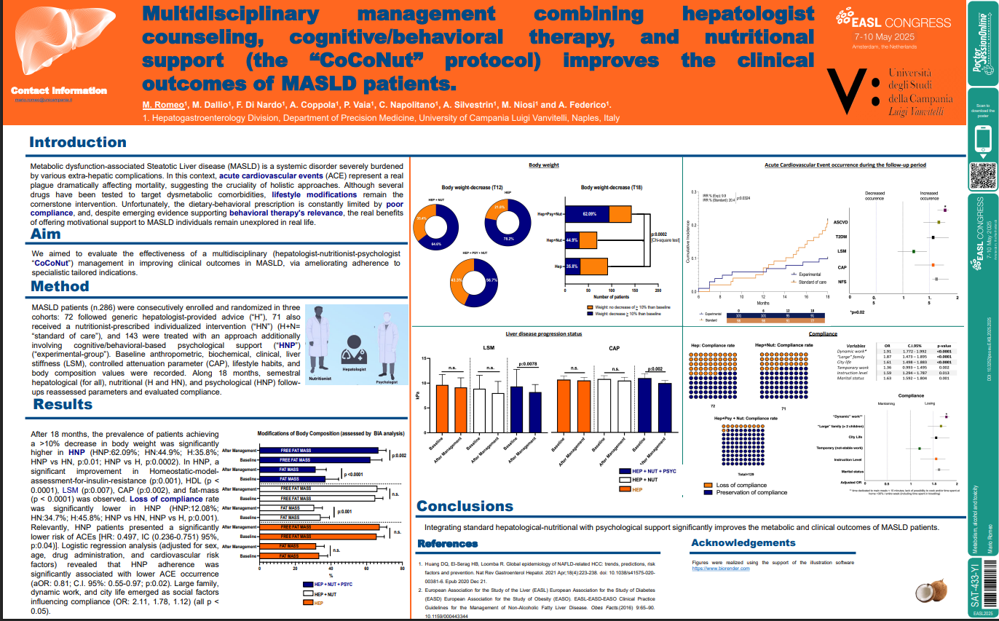 Multidisciplinary management combining hepatologist
counseling, cognitive/behavioral therapy, and nutritional
support (the “CoCoNut” protocol) improves the clinical
outcomes of MASLD patients.
Contact Information
mario.romeo@unicampania.it
M. Romeo¹, M. Dallio¹, F. Di Nardo¹, A. Coppola¹, P. Vaia¹, C. Napolitano¹, A. Silvestrin¹, M. Niosi¹ and A. Federico¹.
1. Hepatogastroenterology Division, Department of Precision Medicine, University of Campania Luigi Vanvitelli, Naples, Italy
EASL CONGRESS
7-10 May 2025
Amsterdam, the Netherlands
V:
Università
degli Studi
della Campania
Luigi Vanvitelli
Introduction
Metabolic dysfunction-associated Steatotic Liver disease (MASLD) is a systemic disorder severely burdened
by various extra-hepatic complications. In this context, acute cardiovascular events (ACE) represent a real
plague dramatically affecting mortality, suggesting the cruciality of holistic approaches. Although several
drugs have been tested to target dysmetabolic comorbidities, lifestyle modifications remain the
cornerstone intervention. Unfortunately, the dietary-behavioral prescription is constantly limited by poor
compliance, and, despite emerging evidence supporting behavioral therapy's relevance, the real benefits
of offering motivational support to MASLD individuals remain unexplored in real life.
Aim
We aimed to evaluate the effectiveness of a multidisciplinary (hepatologist-nutritionist-psychologist
“CoCoNut”) management in improving clinical outcomes in MASLD, via ameliorating adherence to
specialistic tailored indications.
Method
MASLD patients (n.286) were consecutively enrolled and randomized in three
cohorts: 72 followed generic hepatologist-provided advice (“H”), 71 also
received a nutritionist-prescribed individualized intervention (“HN”) (H+N=
“standard of care”), and 143 were treated with an approach additionally
involving cognitive/behavioral-based psychological support (“HNP”)
(“experimental-group”). Baseline anthropometric, biochemical, clinical, liver
stiffness (LSM), controlled attenuation parameter (CAP), lifestyle habits, and
body composition values were recorded. Along 18 months, semestral
hepatological (for all), nutritional (H and HN), and psychological (HNP) follow-
ups reassessed parameters and evaluated compliance.
Nutritionist
Hepatologist
Psychologist
Results
After 18 months, the prevalence of patients achieving
a >10% decrease in body weight was significantly
higher in HNP (HNP:62.09%; HN:44.9%; H:35.8%;
HNP vs HN, p:0.01; HNP vs H, p:0.0002). In HNP, a
significant improvement in Homeostatic-model-
assessment-for-insulin-resistance (p:0.001), HDL (p <
0.0001), LSM (p:0.007), CAP (p:0.002), and fat-mass
(p < 0.0001) was observed. Loss of compliance rate
was significantly lower in HNP (HNP:12.08%;
HN:34.7%; H:45.8%; HNP vs HN, HNP vs H, p:0.001).
Relevantly, HNP patients presented a significantly
lower risk of ACEs [HR: 0.497, IC (0.236-0.751) 95%,
p:0.04)]. Logistic regression analysis (adjusted for sex,
age, drug administration, and cardiovascular risk
factors) revealed that HNP adherence was
significantly associated with lower ACE occurrence
(aOR: 0.81; C.I. 95%: 0.55-0.97; p:0.02). Large family,
dynamic work, and city life emerged as social factors
influencing compliance (OR: 2.11, 1.78, 1.12) (all p <
0.05).
Modifications of Body Composition (assessed by BIA analysis)
After Management FREE FAT MASS
Baseline FREE FAT MASS
p:0.002
After Management FAT MASS
Baseline FAT MASS
p <0.0001
After Management FREE FAT MASS
Baseline FREE FAT MASS
n.s.
After Management FAT MASS
Baseline FAT MASS
p:0.001
After Management FREE FAT MASS
Baseline FREE FAT MASS
n.s.
After Management FAT MASS
Baseline FAT MASS
n.s.
0 20 40 60 80
%
HEP + NUT + PSYC
HEP + NUT
HEP
Body weight
Body weight-decrease (T12)
HEP + NUT
35.4%
64.6%
HEP
21.8%
78.2%
HEP + PSY + NUT
43.3%
56.7%
Body weight-decrease (T18)
Hep+Psy+Nut
62.09%
Hep+Nut
44.9%
Hep
35.8%
p:0.0002
[Chi-square test]
0 50 100 150 200
Number of patients
Weight: no decrease of ≥ 10% than baseline
Weight: decrease ≥ 10% than baseline
Acute Cardiovascular Event occurrence during the follow-up period
IRR % (Exp): 9.9
IRR % (Standard): 20.4
p:0.0324
Cumulative Incidence
0.3
0.2
0.1
0.0
6 8 10 12 14 16 18
Months
Experimental
Standard of care
0 6 12 18
Experimental 101 101 95 91
Standard 98 98 91 77
Decreased
occurence
Increased
occurence
*
ASCVD
T2DM
LSM
CAP
NFS
0.5 1 1.5 2
*p=0.02
Liver disease progression status
LSM
CAP
kPa
15
10
5
0
n.s.
n.s.
p:0.0078
n.s.
n.s.
p:0.002
Baseline
After Management
Baseline
After Management
Baseline
After Management
Baseline
After Management
Baseline
After Management
Baseline
After Management
HEP + NUT + PSYC
HEP + NUT
HEP
Compliance
Hep: Compliance rate
72
Hep+Nut: Compliance rate
71
Hep+Psy + Nut: Compliance rate
Total=129
Loss of compliance
Preservation of compliance
Variables OR C.I.95% p-value
Dynamic work* 1.91 1.772 - 1.992 <0.0001
“Large” family 1.87 1.473 – 1.895 <0.0001
City life 1.61 1.498 – 1.883 <0.0001
Temporary work 1.36 0.993 – 1.495 0.002
Instruction level 1.59 1.294 – 1.787 0.013
Marital status 1.63 1.592 – 1.804 0.001
Compliance
Mantaining
Losing
"Dynamic" work**
*
"Large" family (> 2 children)
City Life
Temporary (not-stable work)
Instruction Level
Marital status
Adjusted OR
0 0.5 1 1.5 2
Conclusions
Integrating standard hepatological-nutritional with psychological support significantly improves the metabolic and clinical outcomes of MASLD patients.
References
1. Huang DQ, El-Serag HB, Loomba R. Global epidemiology of NAFLD-related HCC: trends, predictions, risk
factors and prevention. Nat Rev Gastroenterol Hepatol. 2021 Apr;18(4):223-238. doi: 10.1038/s41575-020-
00381-6. Epub 2020 Dec 21.
2. European Association for the Study of the Liver (EASL) European Association for the Study of Diabetes
(EASD) European Association for the Study of Obesity (EASO). EASL-EASD-EASO Clinical Practice
Guidelines for the Management of Non-Alcoholic Fatty Liver Disease. Obes Facts.(2016) 9:65–90.
10.1159/000443344
Acknowledgements
Figures were realized using the support of the illustration software
https://www.biorender.com
Poster
SessionOnline
Scan to
download the
poster
EASL CONGRESS
7-10 May 2025
DOI: 10.3252/pso.eu.EASL2025.2025
Metabolism, alcohol and toxicity
Mario Romeo
SAT-433-YI
EASL2025